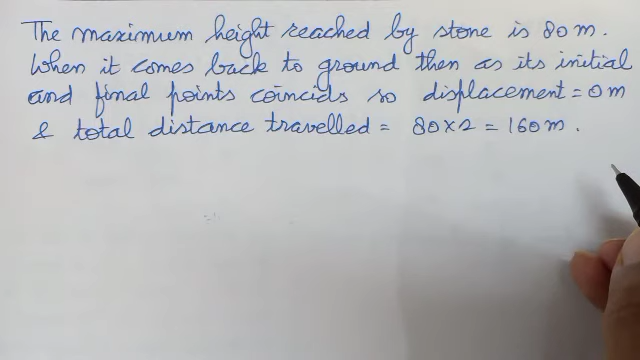 The maximum height reached by stone is 80 m.
When it comes back to ground then as its initial
and final points coincids so displacement = 0 m
& total distance travelled = 80 × 2 = 160 m.